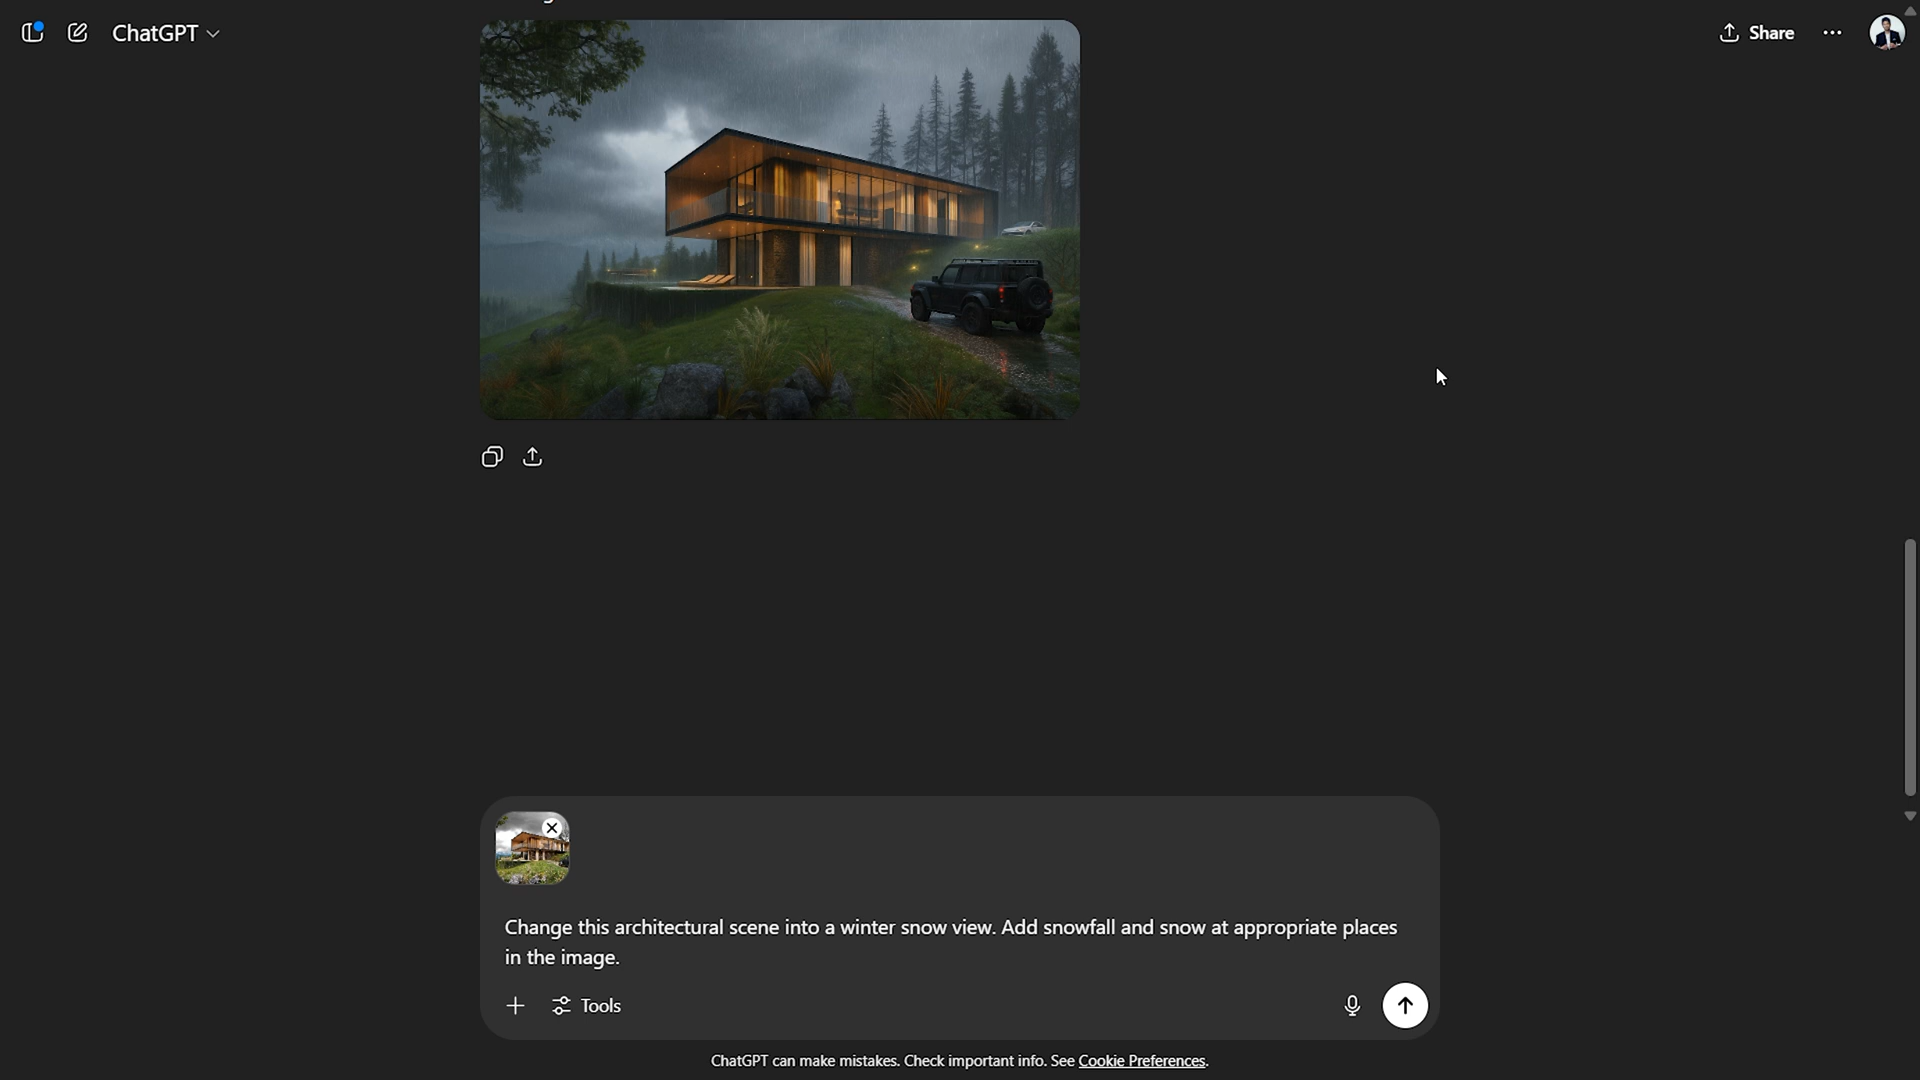 ChatGPT
Share
Change this architectural scene into a winter snow view. Add snowfall and snow at appropriate places
in the image.
Tools
ChatGPT can make mistakes. Check important info. See Cookie Preferences.